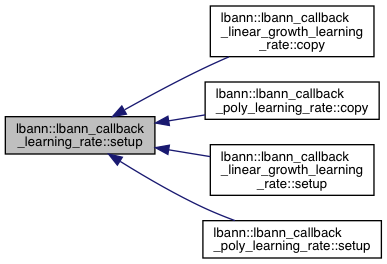 lbann::lbann_callback
_linear_growth_learning
_rate::copy
lbann::lbann_callback
_poly_learning_rate::copy
lbann::lbann_callback
_learning_rate::setup
lbann::lbann_callback
_linear_growth_learning
_rate::setup
lbann::lbann_callback
_poly_learning_rate::setup